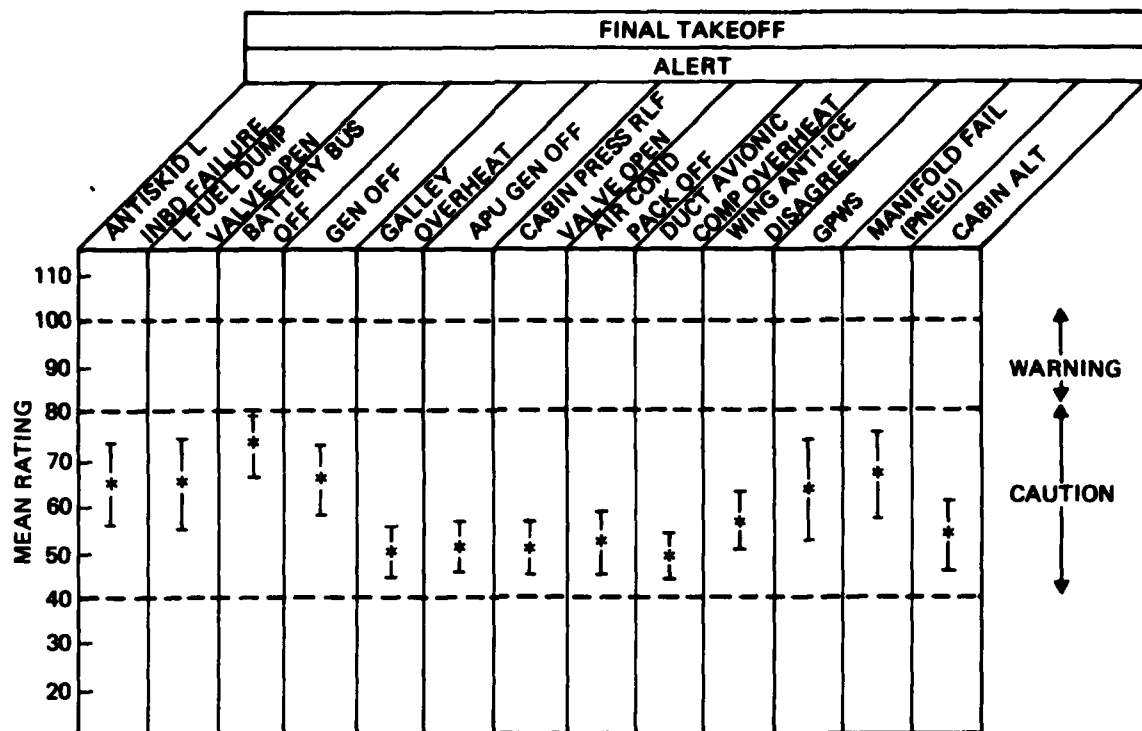 FINAL TAKEOFF
ALERT
ANTISKID L
INBD FAILURE
L FUEL DUMP
VALVE OPEN
BATTERY BUS
OFF
GEN OFF
GALLEY
OVERHEAT
APU GEN OFF
CABIN PRESS RLF
VALVE OPEN
AIR COND
PACK OFF
DUCT AVIONIC
COMP OVERHEAT
WING ANTI-ICE
DISAGREE
GPWS
MANIFOLD FAIL
(PNEU)
CABIN ALT
110
100
90
80
70
60
50
40
30
20
MEAN RATING
WARNING
CAUTION